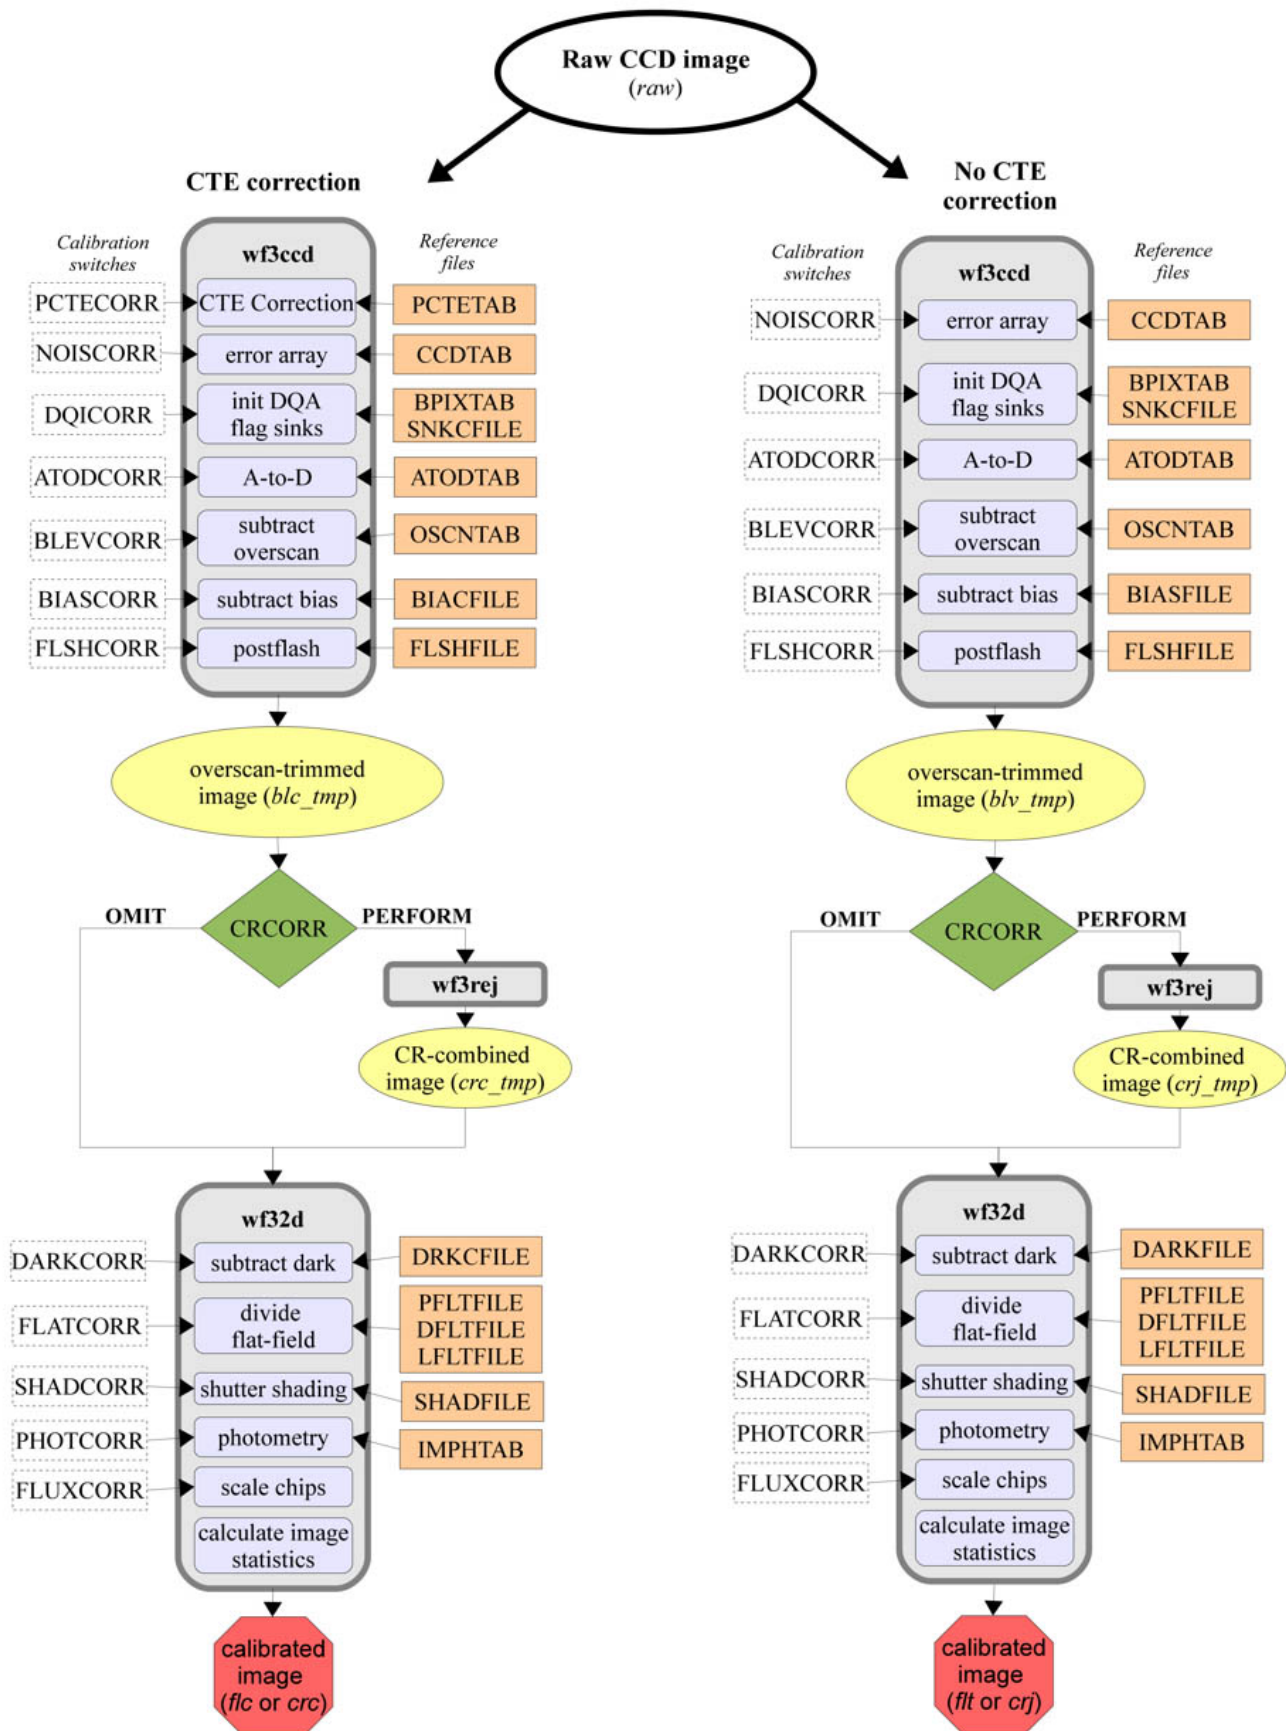 Raw CCD image
(raw)
CTE correction
Calibration
switches
wf3ccd
Reference
files
PCTECORR
CTE Correction
PCTETAB
NOISCORR
error array
CCDTAB
DQICORR
init DQA
flag sinks
BPIXTAB
SNKCFILE
ATODCORR
A-to-D
ATODTAB
BLEVCORR
subtract
overscan
OSCNTAB
BIASCORR
subtract bias
BIACFILE
FLSHCORR
postflash
FLSHFILE
overscan-trimmed
image (blc_tmp)
OMIT
CRCORR
PERFORM
wf3rej
CR-combined
image (crc_tmp)
wf32d
DARKCORR
subtract dark
DRKCFILE
FLATCORR
divide
flat-field
PFLTFILE
DFLTFILE
LFLTFILE
SHADCORR
shutter shading
SHADFILE
PHOTCORR
photometry
IMPHTAB
FLUXCORR
scale chips
calculate image
statistics
calibrated
image
(flc or crc)
No CTE
correction
Calibration
switches
wf3ccd
Reference
files
NOISCORR
error array
CCDTAB
DQICORR
init DQA
flag sinks
BPIXTAB
SNKCFILE
ATODCORR
A-to-D
ATODTAB
BLEVCORR
subtract
overscan
OSCNTAB
BIASCORR
subtract bias
BIASFILE
FLSHCORR
postflash
FLSHFILE
overscan-trimmed
image (blv_tmp)
OMIT
CRCORR
PERFORM
wf3rej
CR-combined
image (crj_tmp)
wf32d
DARKCORR
subtract dark
DARKFILE
FLATCORR
divide
flat-field
PFLTFILE
DFLTFILE
LFLTFILE
SHADCORR
shutter shading
SHADFILE
PHOTCORR
photometry
IMPHTAB
FLUXCORR
scale chips
calculate image
statistics
calibrated
image
(flt or crj)